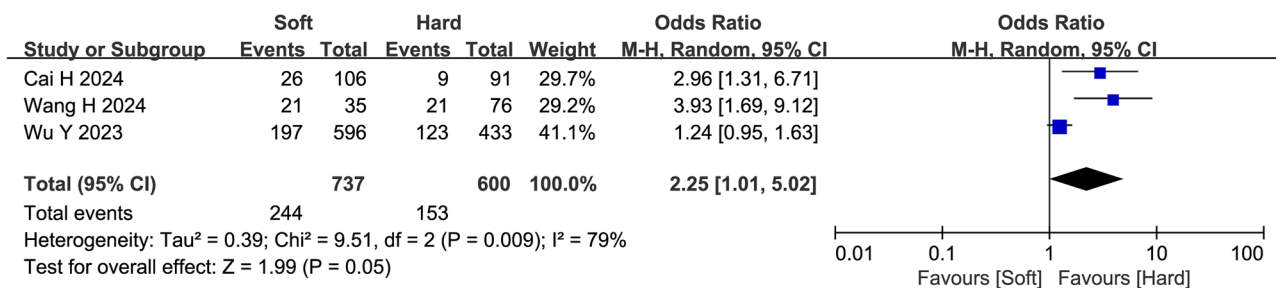 Soft Hard Odds Ratio Odds Ratio
Study or Subgroup Events Total Events Total Weight M-H, Random, 95% CI M-H, Random, 95% CI
Cai H 2024 26 106 9 91 29.7% 2.96 [1.31, 6.71]
Wang H 2024 21 35 21 76 29.2% 3.93 [1.69, 9.12]
Wu Y 2023 197 596 123 433 41.1% 1.24 [0.95, 1.63]
Total (95% CI) 737 600 100.0% 2.25 [1.01, 5.02]
Total events 244 153
Heterogeneity: Tau² = 0.39; Chi² = 9.51, df = 2 (P = 0.009); I² = 79%
Test for overall effect: Z = 1.99 (P = 0.05)
0.01 0.1 1 10 100
Favours [Soft] Favours [Hard]